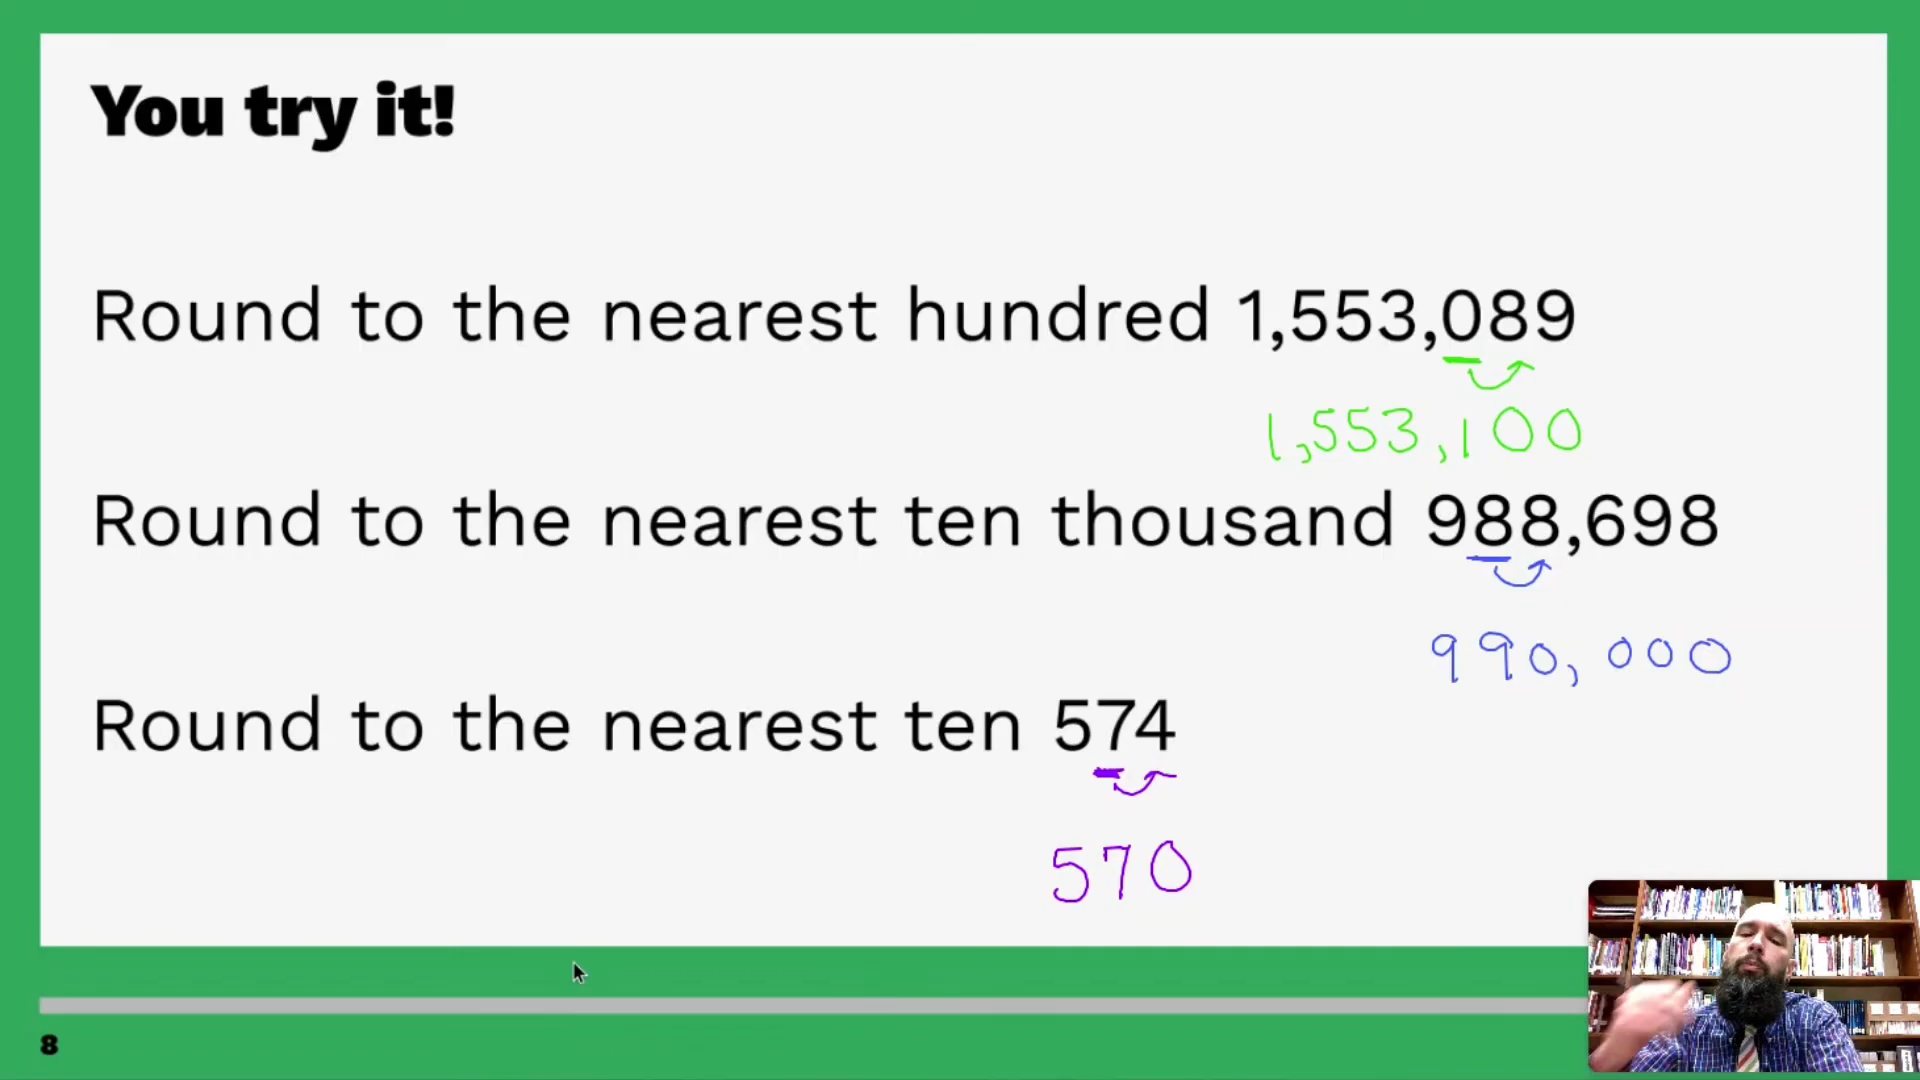 You try it!
Round to the nearest hundred 1,553,089
1,553,100
Round to the nearest ten thousand 988,698
990,000
Round to the nearest ten 574
570
8